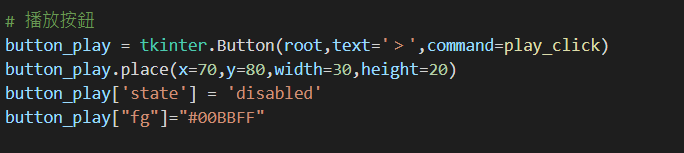 # 播放按鈕
button_play = tkinter.Button(root,text='＞',command=play_click)
button_play.place(x=70,y=80,width=30,height=20)
button_play['state'] = 'disabled'
button_play["fg"]="#00BBFF"